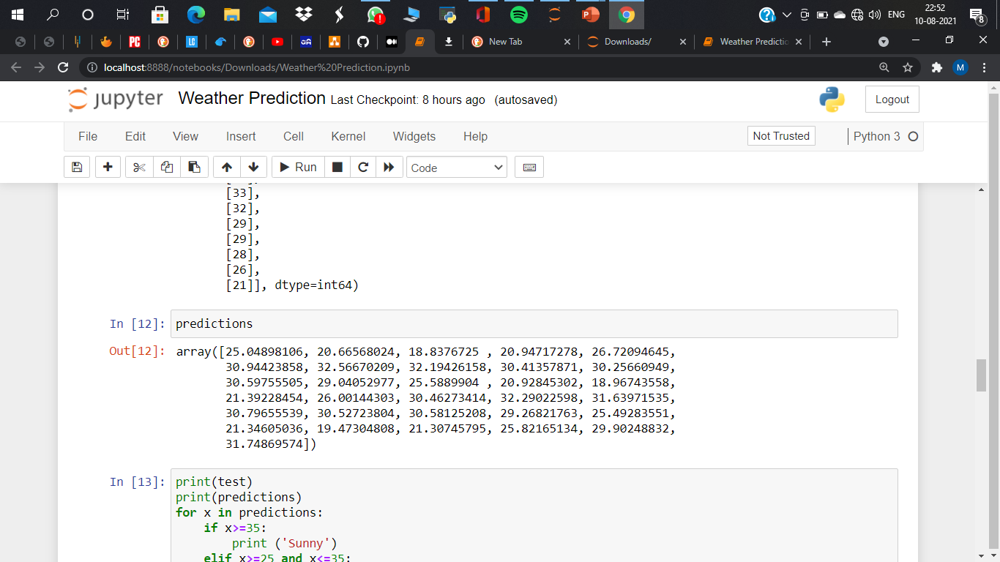 ENG
22:52
10-08-2021
8
PC
LC
GA
New Tab
Downloads/
Weather Predictio
localhost:8888/notebooks/Downloads/Weather%20Prediction.ipynb
M
jupyter Weather Prediction Last Checkpoint: 8 hours ago (autosaved)
Logout
File Edit View Insert Cell Kernel Widgets Help
Not Trusted
Python 3
Run
Code
[33],
[32],
[29],
[29],
[28],
[26],
[21]], dtype=int64)
In [12]: predictions
Out[12]: array([25.04898106, 20.66568024, 18.8376725 , 20.94717278, 26.72094645,
30.94423858, 32.56670209, 32.19426158, 30.41357871, 30.25660949,
30.59755505, 29.04052977, 25.5889904 , 20.92845302, 18.96743558,
21.39228454, 26.00144303, 30.46273414, 32.29022598, 31.63971535,
30.79655539, 30.52723804, 30.58125208, 29.26821763, 25.49283551,
21.34605036, 19.47304808, 21.30745795, 25.82165134, 29.90248832,
31.74869574])
In [13]: print(test)
print(predictions)
for x in predictions:
    if x>=35:
        print ('Sunny')
    elif x>=25 and x<=35: